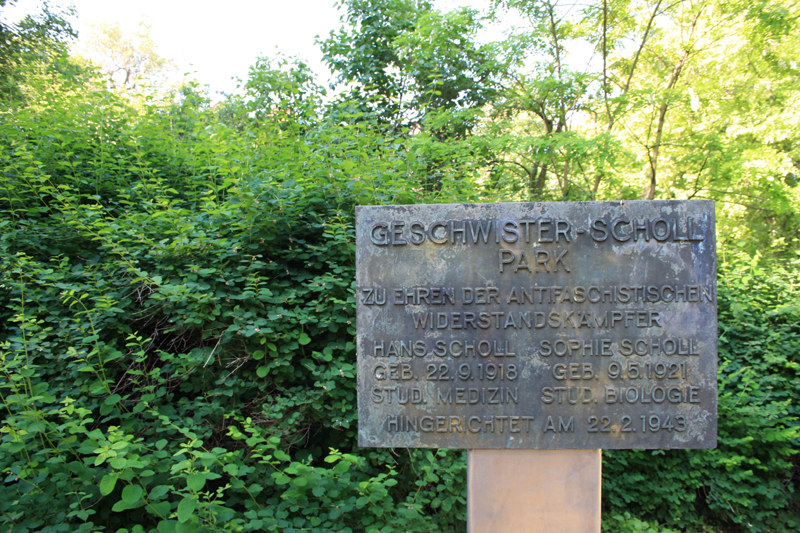 GESCHWISTER-SCHOLL
PARK
ZU EHREN DER ANTIFASCHISTISCHEN
WIDERSTANDSKÄMPFER
HANS SCHOLL SOPHIE SCHOLL
GEB. 22.9.1918 GEB. 9.5.1921
STUD. MEDIZIN STUD. BIOLOGIE
HINGERICHTET AM 22.2.1943